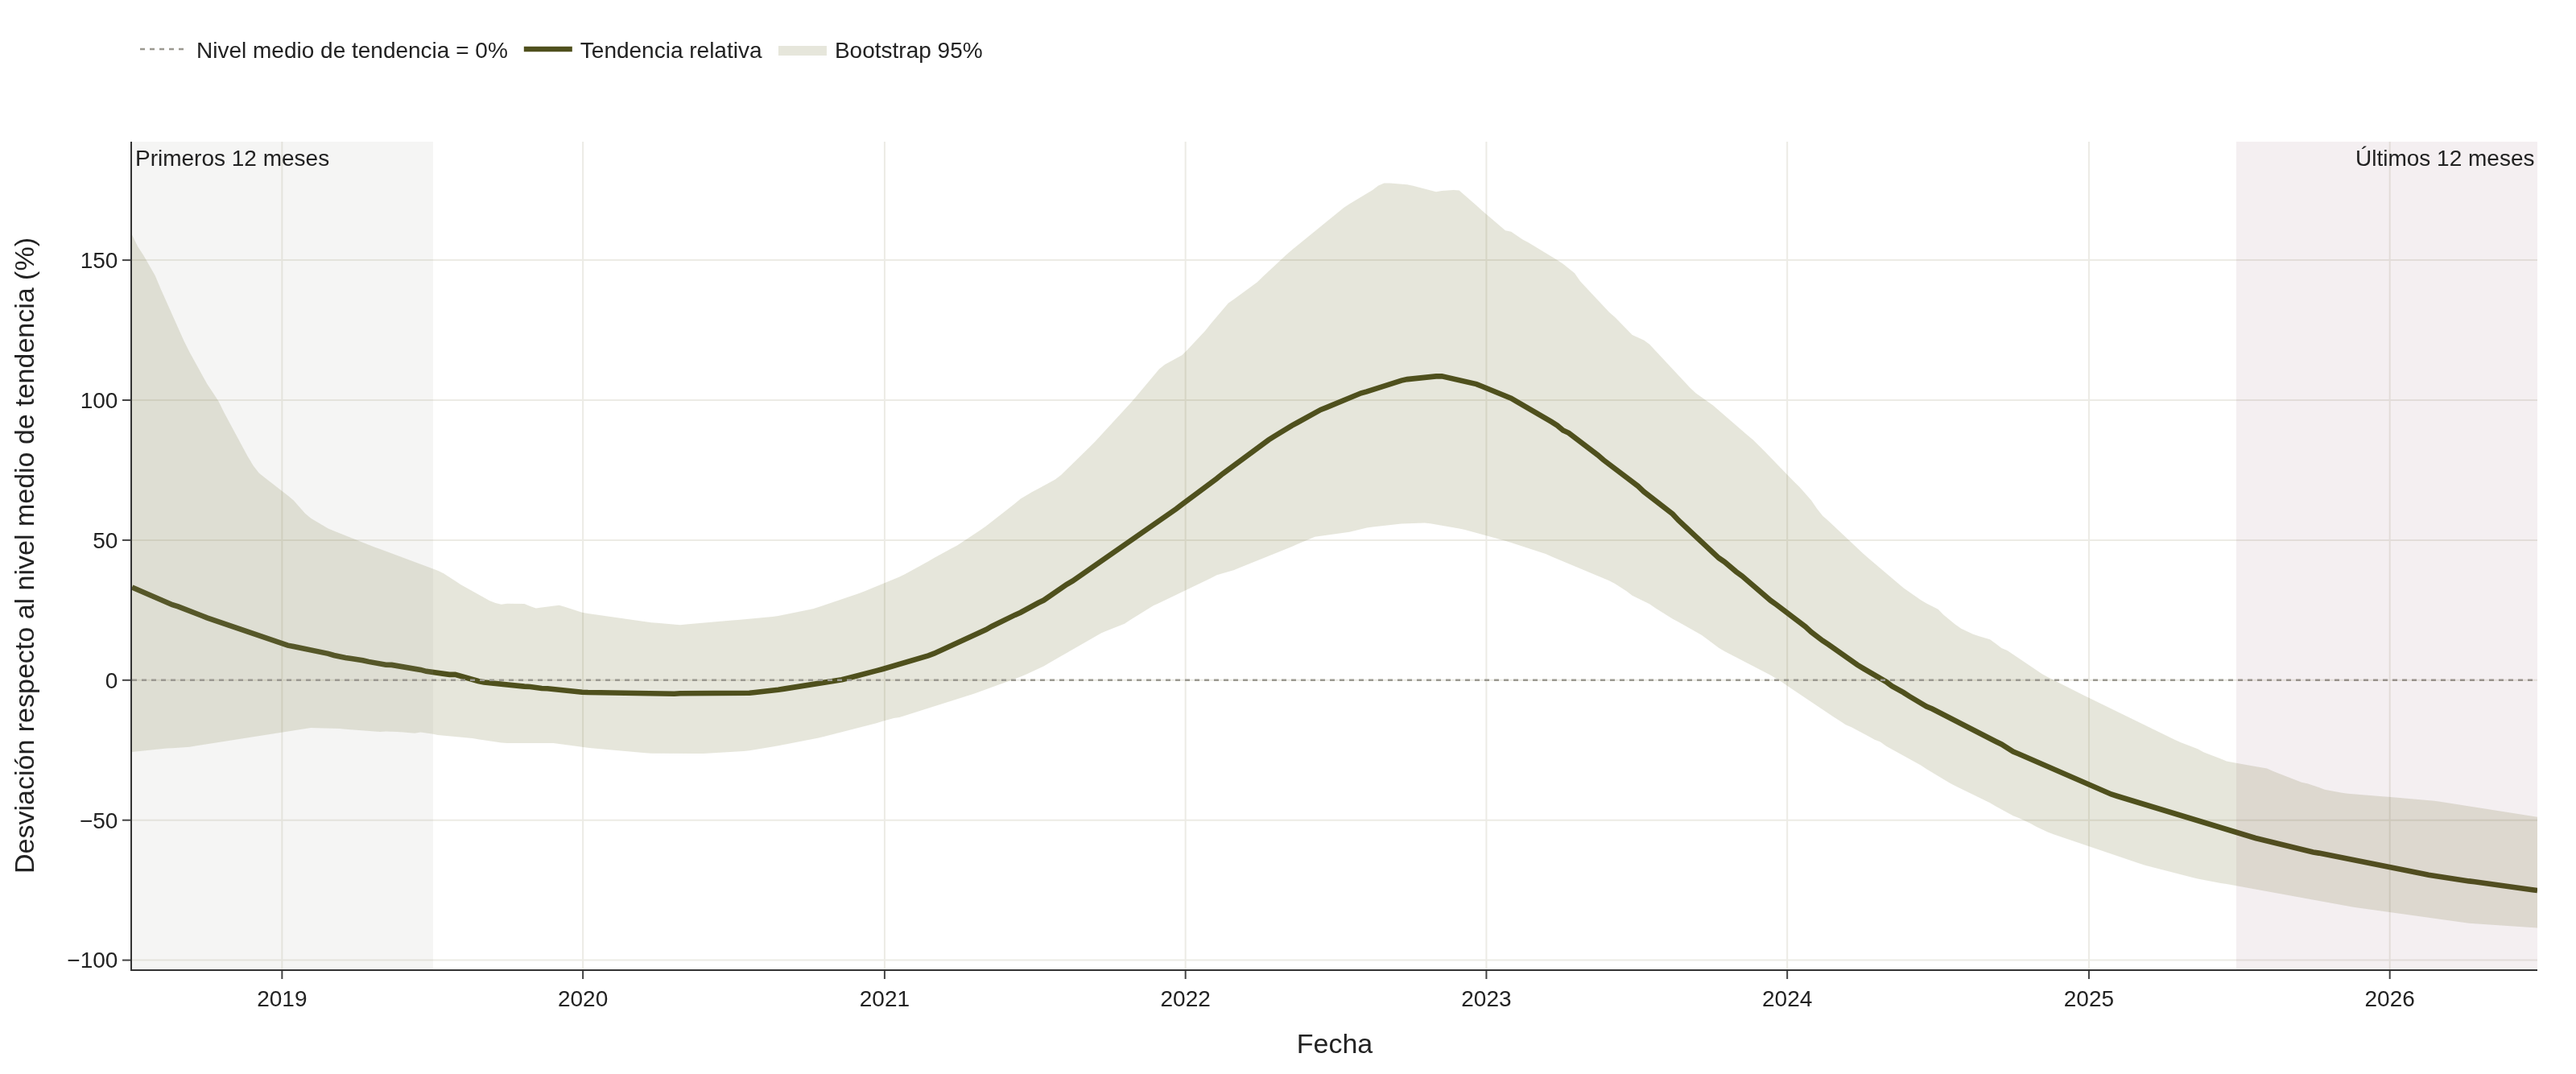 Nivel medio de tendencia = 0% Tendencia relativa Bootstrap 95%
Primeros 12 meses
Últimos 12 meses
Desviación respecto al nivel medio de tendencia (%)
150
100
50
0
−50
−100
2019 2020 2021 2022 2023 2024 2025 2026
Fecha